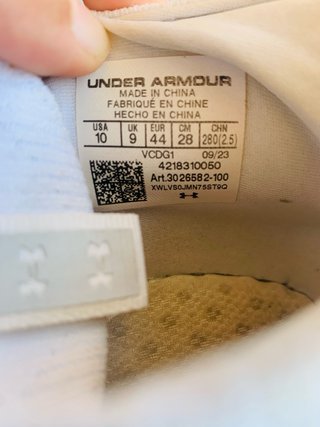 UNDER ARMOUR
MADE IN CHINA
FABRIQUÉ EN CHINE
HECHO EN CHINA
USA UK EUR CM CHN
10 9 44 28 280(2.5)
VCDG1 09/23
4218310050
Art.3026582-100
XWLVS0JMN75ST9Q